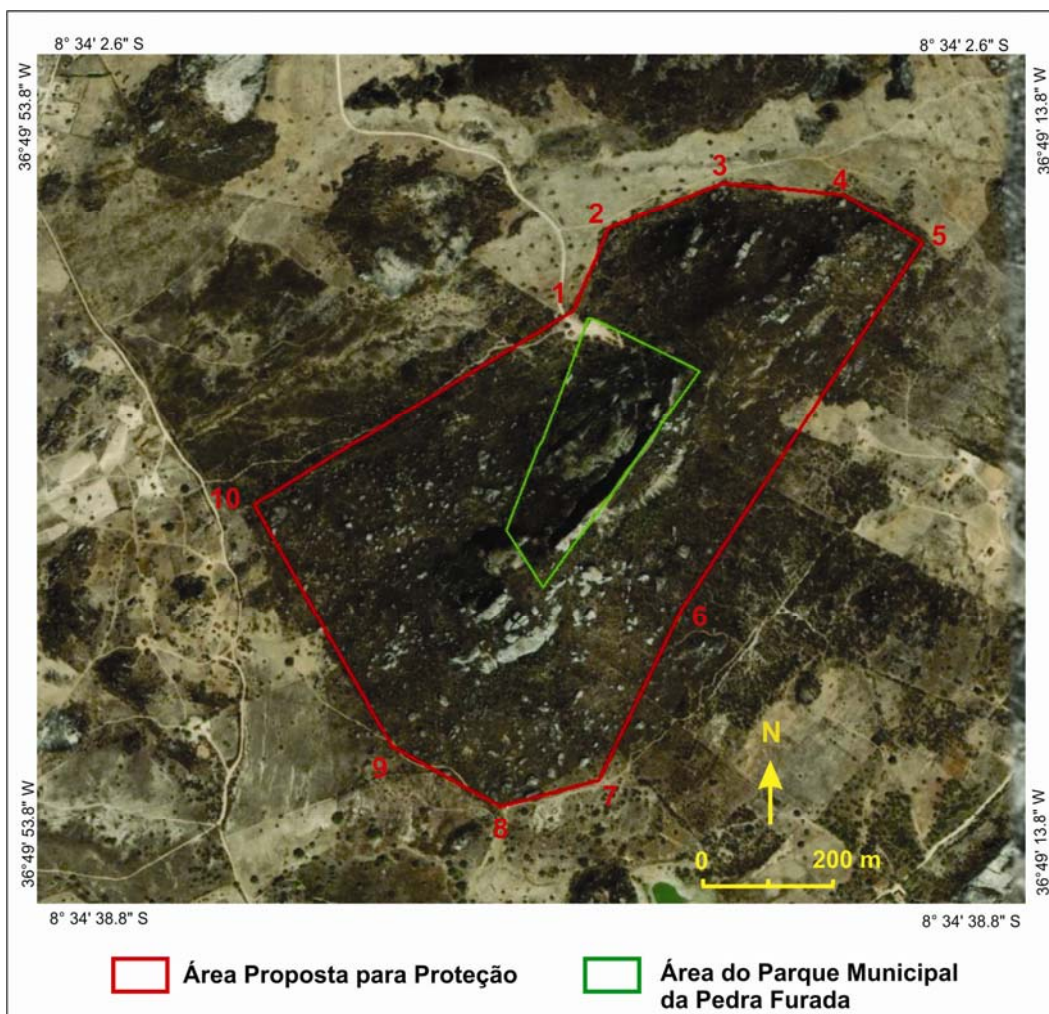 8° 34' 2.6" S
8° 34' 2.6" S
36°49' 53.8" W
36°49' 13.8" W
3
4
2
5
1
10
6
N
9
7
8
0
200 m
36°49' 53.8" W
36°49' 13.8" W
8° 34' 38.8" S
8° 34' 38.8" S
Área Proposta para Proteção
Área do Parque Municipal
da Pedra Furada